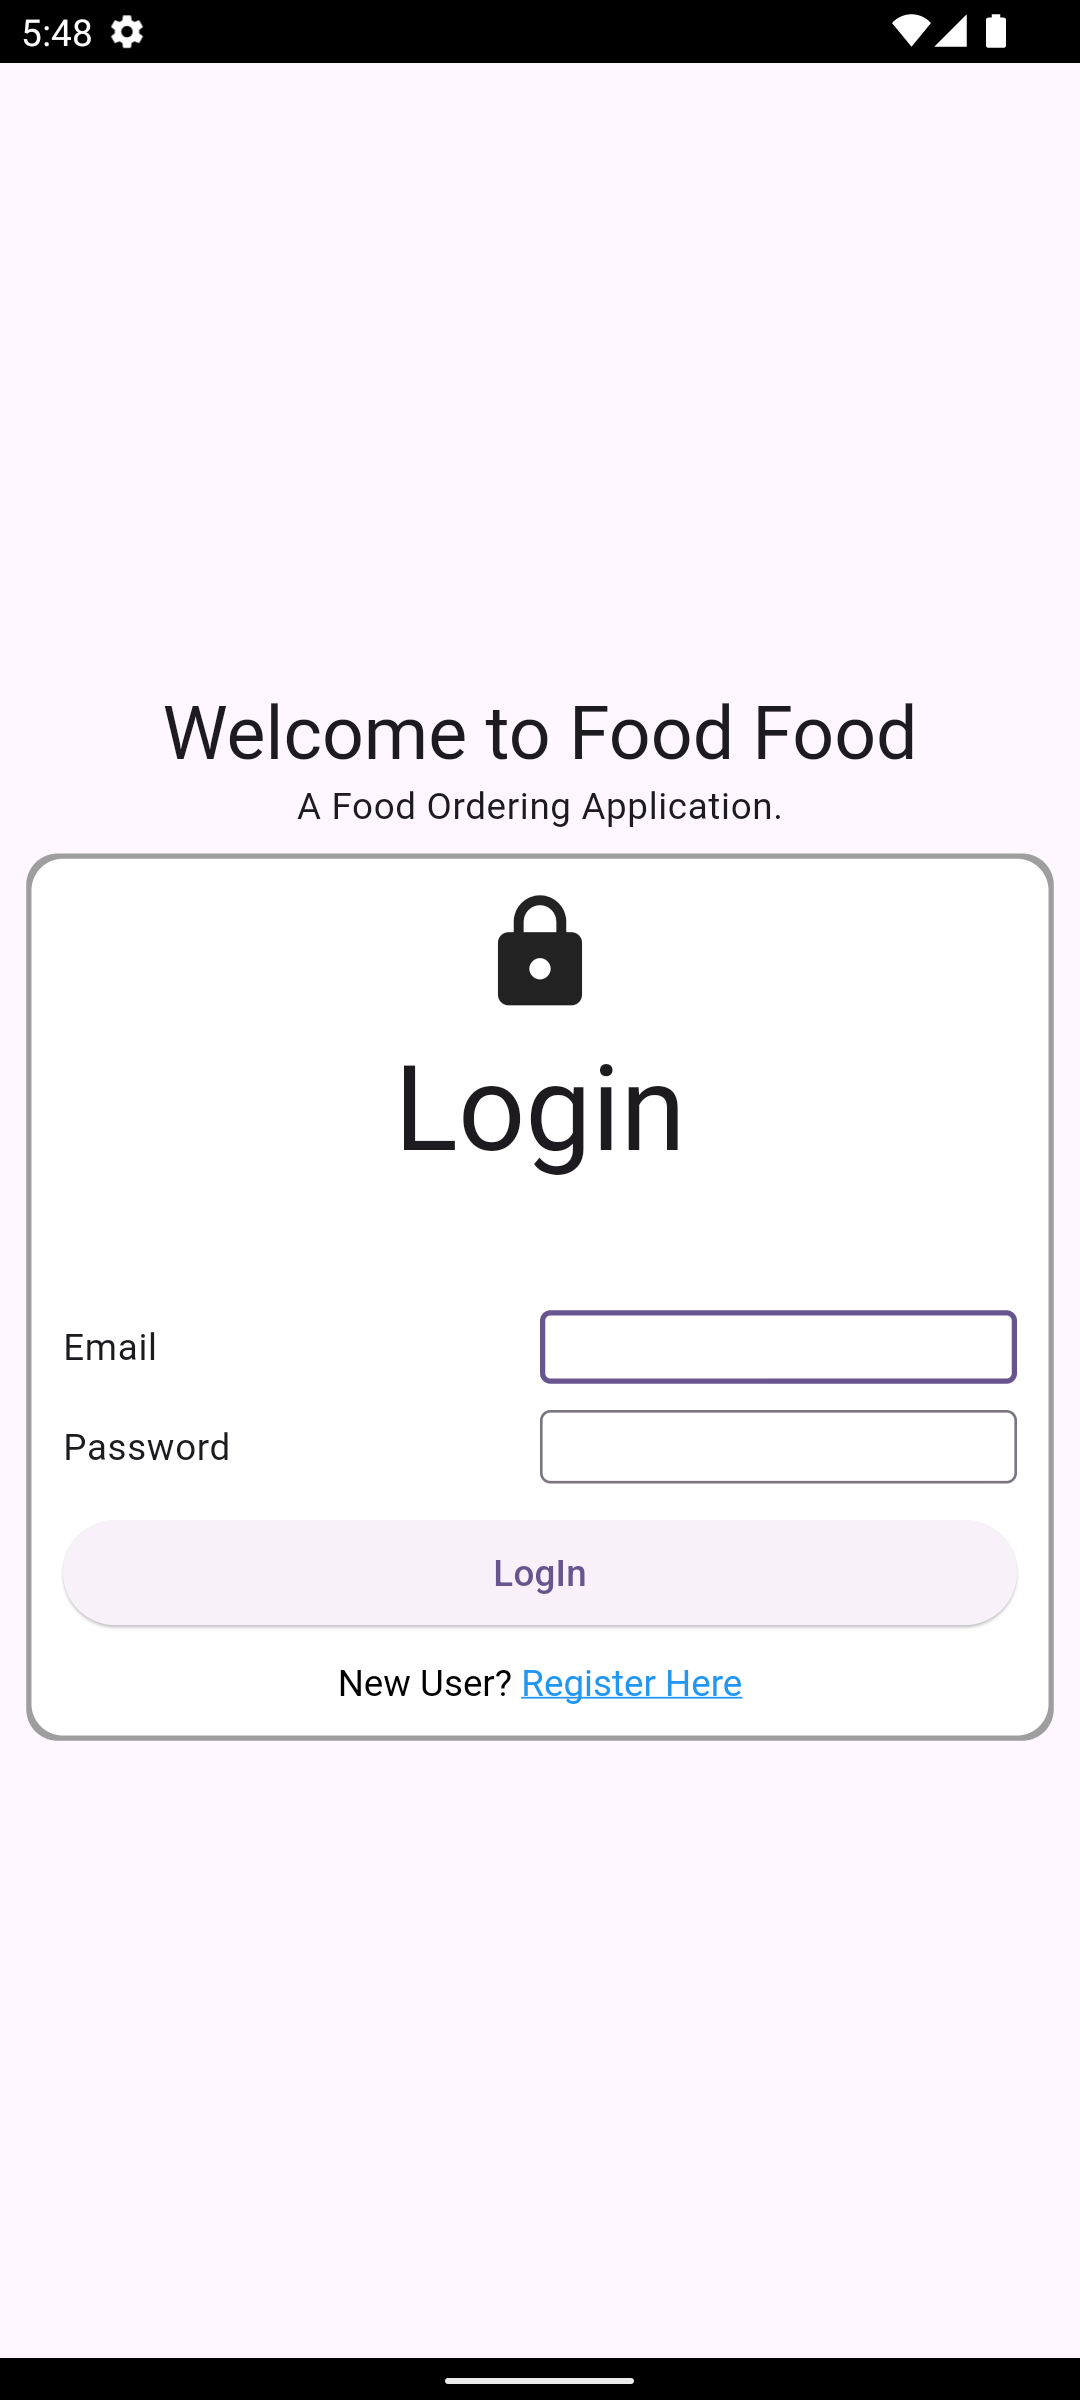 5:48
Welcome to Food Food
A Food Ordering Application.
Login
Email
Password
LogIn
New User? Register Here